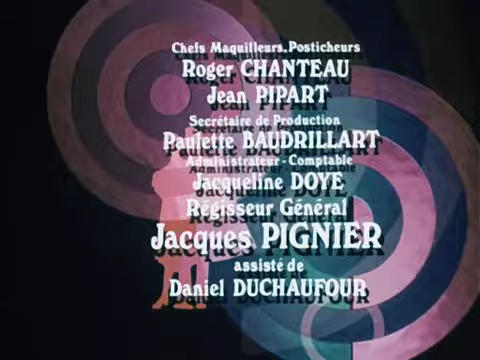 Chefs Maquilleurs.Posticheurs
Roger CHANTEAU
Jean PIPART
Secrétaire de Production
Paulette BAUDRILLART
Administrateur-Comptable
Jacqueline DOYE
Régisseur Général
Jacques PIGNIER
assisté de
Daniel DUCHAUFOUR